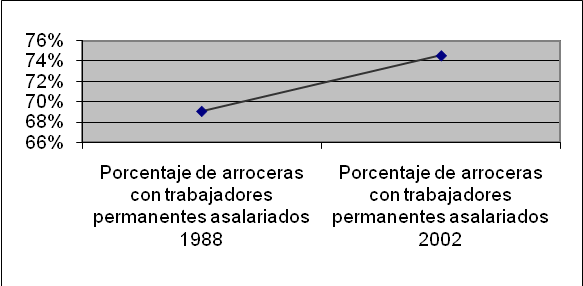 76%
74%
72%
70%
68%
66%
Porcentaje de arroceras
con trabajadores
permanentes asalariados
1988
Porcentaje de arroceras
con trabajadores
permanentes asalariados
2002